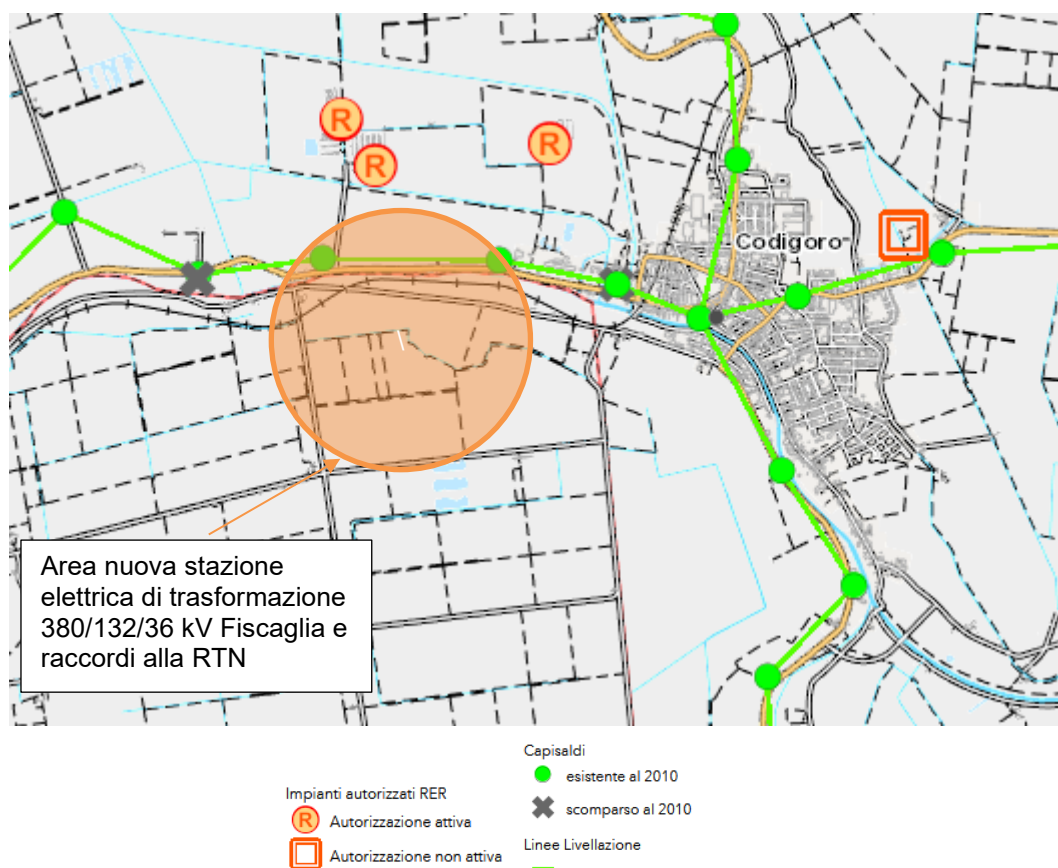 R
R
R
Codigoro
Area nuova stazione
elettrica di trasformazione
380/132/36 kV Fiscaglia e
raccordi alla RTN
Capisaldi
esistente al 2010
scomparso al 2010
Linee Livellazione
Impianti autorizzati RER
R Autorizzazione attiva
Autorizzazione non attiva